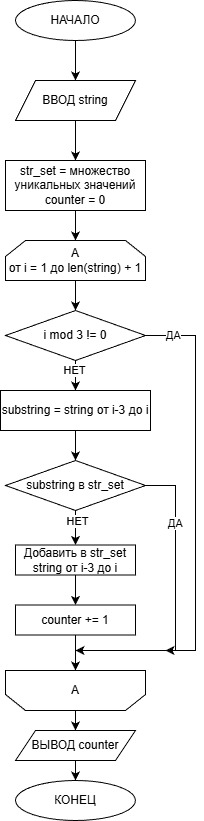 НАЧАЛО
ВВОД string
str_set = множество
уникальных значений
counter = 0
А
от i = 1 до len(string) + 1
i mod 3 != 0
ДА
НЕТ
substring = string от i-3 до i
substring в str_set
НЕТ
ДА
Добавить в str_set
string от i-3 до i
counter += 1
А
ВЫВОД counter
КОНЕЦ